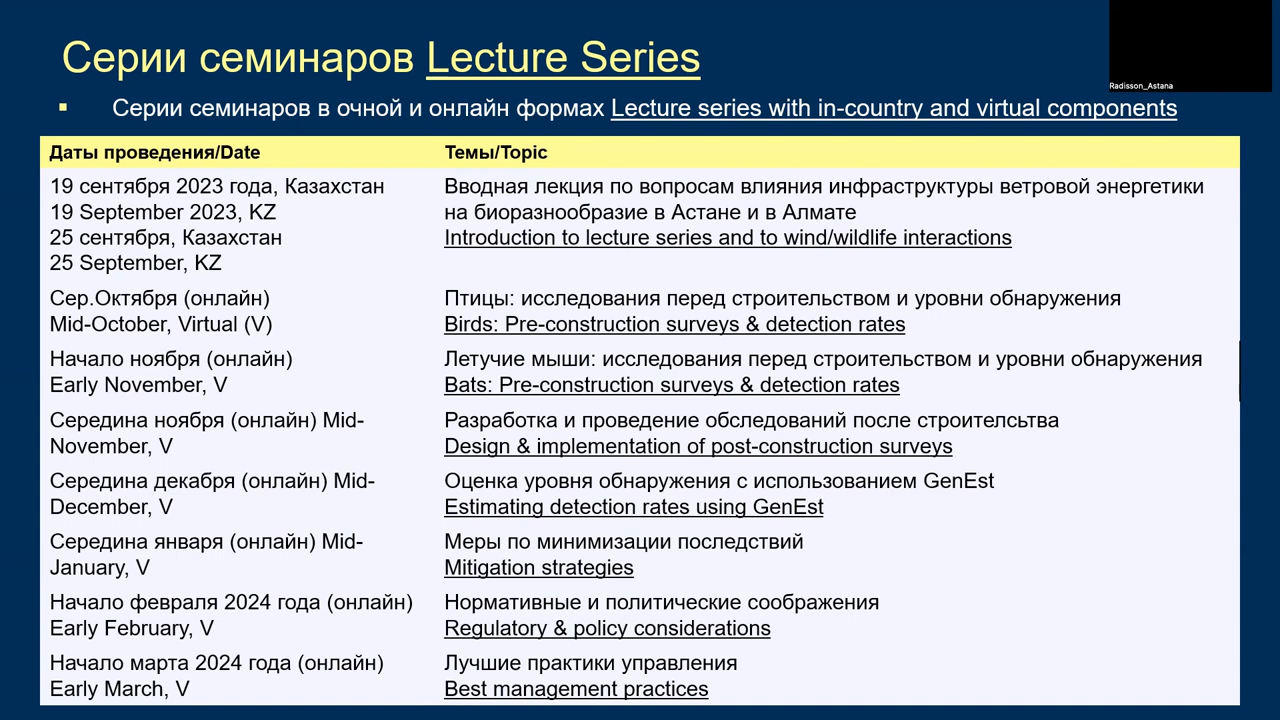 Серии семинаров Lecture Series
Radisson_Astana
▪ Серии семинаров в очной и онлайн формах Lecture series with in-country and virtual components
Даты проведения/Date Темы/Topic
19 сентября 2023 года, Казахстан
19 September 2023, KZ
25 сентября, Казахстан
25 September, KZ
Вводная лекция по вопросам влияния инфраструктуры ветровой энергетики
на биоразнообразие в Астане и в Алмате
Introduction to lecture series and to wind/wildlife interactions
Сер.Октября (онлайн)
Mid-October, Virtual (V)
Птицы: исследования перед строительством и уровни обнаружения
Birds: Pre-construction surveys & detection rates
Начало ноября (онлайн)
Early November, V
Летучие мыши: исследования перед строительством и уровни обнаружения
Bats: Pre-construction surveys & detection rates
Середина ноября (онлайн) Mid-
November, V
Разработка и проведение обследований после строителсьтва
Design & implementation of post-construction surveys
Середина декабря (онлайн) Mid-
December, V
Оценка уровня обнаружения с использованием GenEst
Estimating detection rates using GenEst
Середина января (онлайн) Mid-
January, V
Меры по минимизации последствий
Mitigation strategies
Начало февраля 2024 года (онлайн)
Early February, V
Нормативные и политические соображения
Regulatory & policy considerations
Начало марта 2024 года (онлайн)
Early March, V
Лучшие практики управления
Best management practices